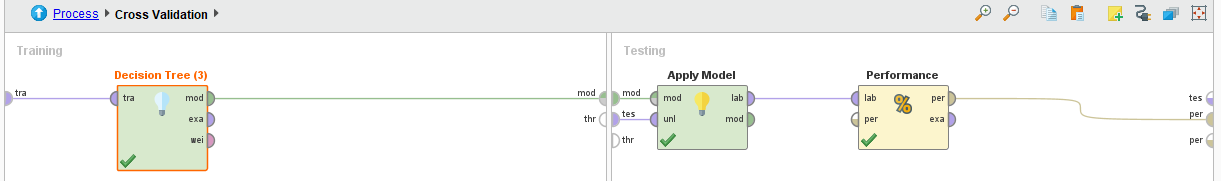 Process Cross Validation
Training
Testing
Decision Tree (3)
Apply Model
Performance
tra
tra
mod
exa
wei
mod
thr
mod
tes
thr
mod
unl
lab
mod
lab
per
%
per
exa
tes
per
per